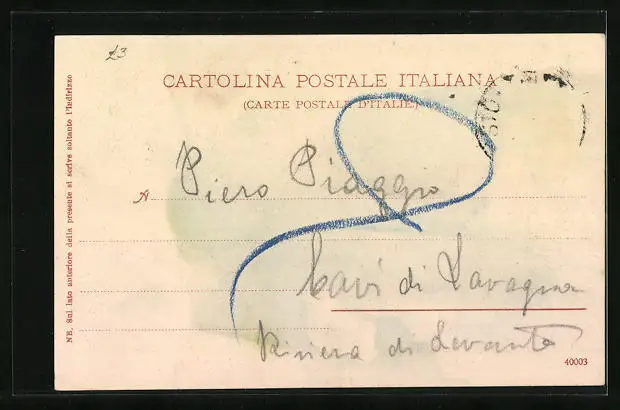 £3
CARTOLINA POSTALE ITALIANA
(CARTE POSTALE D'ITALIE)
A Piero Piaggio
Cavi di Lavagna
Riviera di Levante
40003
NB. Sul lato anteriore della presente si scrive soltanto l'indirizzo